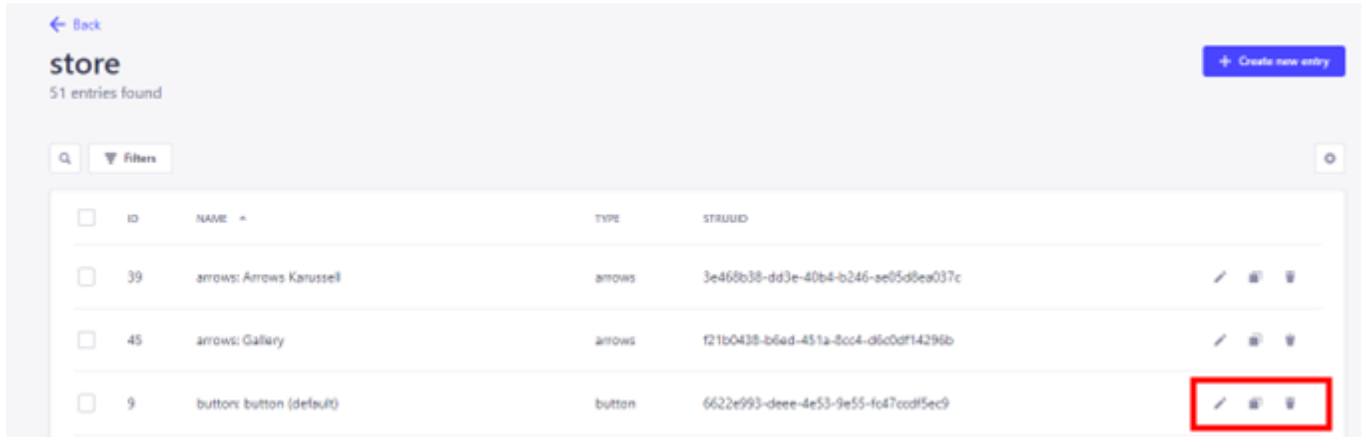 ← Back
store
+ Create new entry
51 entries found
Filters
ID NAME TYPE STRUUID
39 arrows: Arrows Karussell arrows 3e468b38-dd3e-40b4-b246-ae05d8ea037c
45 arrows: Gallery arrows f21b0438-b6ed-451a-8cc4-d6c0df14296b
9 button: button (default) button 6622e993-deee-4e53-9e55-fc47ccdf5ec9